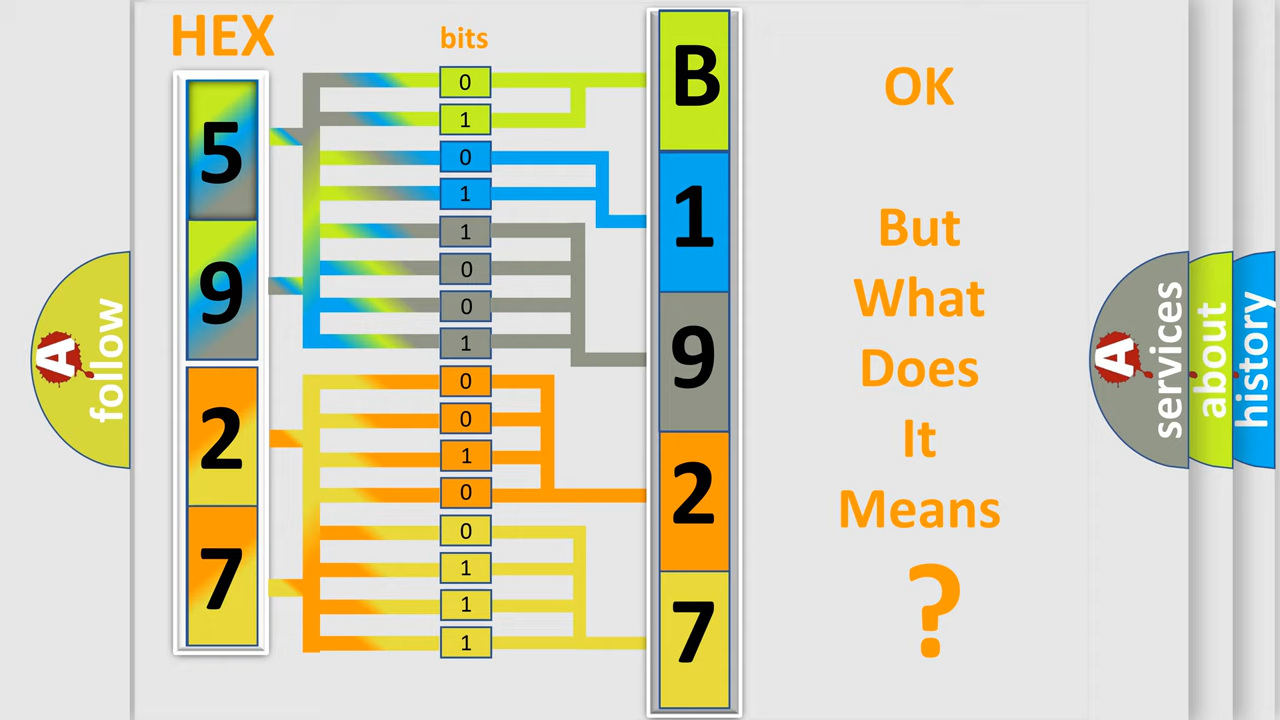 HEX
bits
5
9
2
7
0
1
0
1
1
0
0
1
0
0
1
0
0
1
1
1
B
1
9
2
7
OK
But
What
Does
It
Means
?
A
follow
A
services
about
history